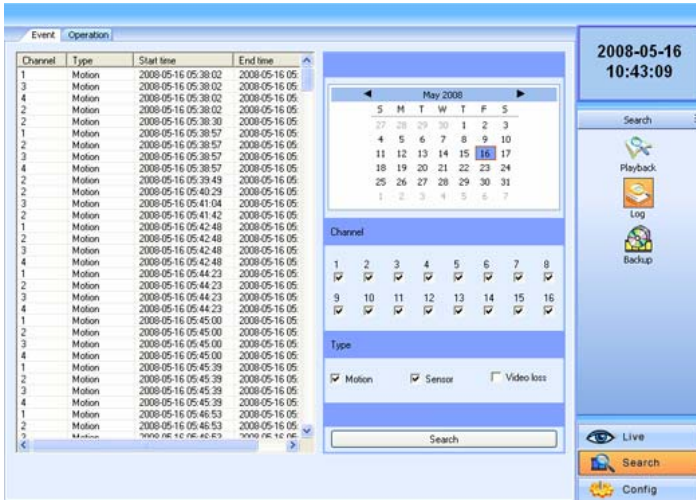 Event Operation
Channel Type Start time End time
1 Motion 2008-05-16 05:38:02 2008-05-16 05:
3 Motion 2008-05-16 05:38:02 2008-05-16 05:
4 Motion 2008-05-16 05:38:02 2008-05-16 05:
2 Motion 2008-05-16 05:38:02 2008-05-16 05:
2 Motion 2008-05-16 05:38:30 2008-05-16 05:
1 Motion 2008-05-16 05:38:57 2008-05-16 05:
2 Motion 2008-05-16 05:38:57 2008-05-16 05:
3 Motion 2008-05-16 05:38:57 2008-05-16 05:
4 Motion 2008-05-16 05:38:57 2008-05-16 05:
2 Motion 2008-05-16 05:39:49 2008-05-16 05:
2 Motion 2008-05-16 05:40:29 2008-05-16 05:
3 Motion 2008-05-16 05:41:04 2008-05-16 05:
2 Motion 2008-05-16 05:41:42 2008-05-16 05:
1 Motion 2008-05-16 05:42:48 2008-05-16 05:
2 Motion 2008-05-16 05:42:48 2008-05-16 05:
3 Motion 2008-05-16 05:42:48 2008-05-16 05:
4 Motion 2008-05-16 05:42:48 2008-05-16 05:
1 Motion 2008-05-16 05:44:23 2008-05-16 05:
2 Motion 2008-05-16 05:44:23 2008-05-16 05:
3 Motion 2008-05-16 05:44:23 2008-05-16 05:
4 Motion 2008-05-16 05:44:23 2008-05-16 05:
1 Motion 2008-05-16 05:45:00 2008-05-16 05:
2 Motion 2008-05-16 05:45:00 2008-05-16 05:
3 Motion 2008-05-16 05:45:00 2008-05-16 05:
4 Motion 2008-05-16 05:45:00 2008-05-16 05:
1 Motion 2008-05-16 05:45:39 2008-05-16 05:
2 Motion 2008-05-16 05:45:39 2008-05-16 05:
3 Motion 2008-05-16 05:45:39 2008-05-16 05:
4 Motion 2008-05-16 05:45:39 2008-05-16 05:
1 Motion 2008-05-16 05:46:53 2008-05-16 05:
2 Motion 2008-05-16 05:46:53 2008-05-16 05:
3 Motion 2008-05-16 05:46:53 2008-05-16 05:
May 2008
S M T W T F S
27 28 29 30 1 2 3
4 5 6 7 8 9 10
11 12 13 14 15 16 17
18 19 20 21 22 23 24
25 26 27 28 29 30 31
1 2 3 4 5 6 7
Channel
1 2 3 4 5 6 7 8
9 10 11 12 13 14 15 16
Type
Motion Sensor Video loss
Search
2008-05-16
10:43:09
Search
Playback
Log
Backup
Live
Search
Config